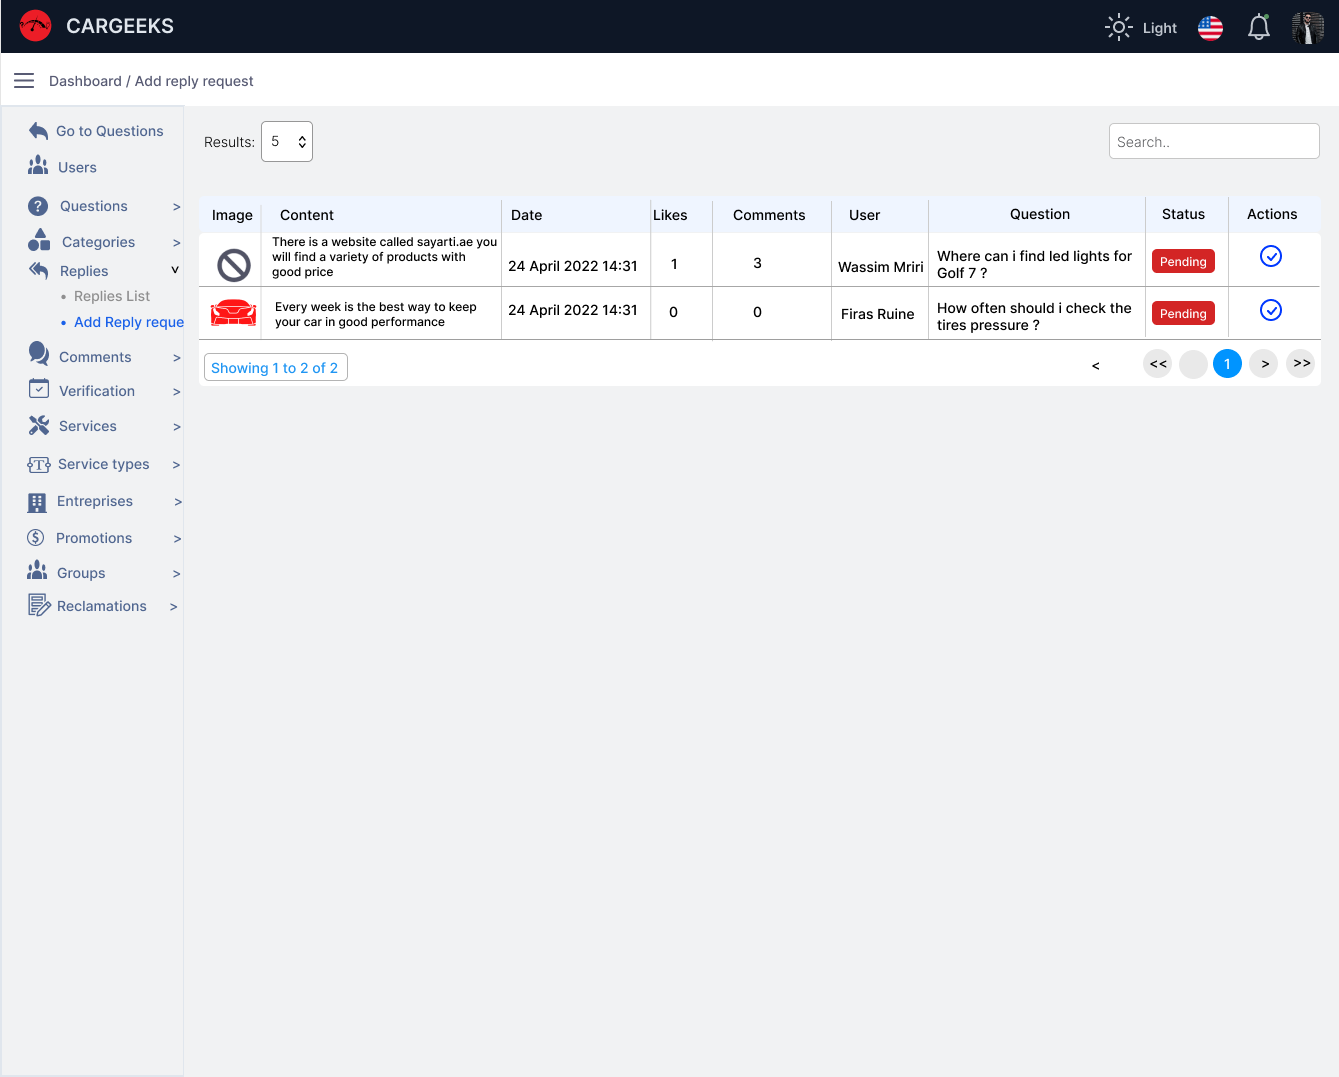 CARGEEKS
Light
Dashboard / Add reply request
Go to Questions
Users
Questions >
Categories >
Replies v
• Replies List
• Add Reply reque
Comments >
Verification >
Services >
Service types >
Entreprises >
Promotions >
Groups >
Reclamations >
Results: 5
Search..
Image Content Date Likes Comments User Question Status Actions
There is a website called sayarti.ae you
will find a variety of products with
good price
24 April 2022 14:31
1
3
Wassim Mriri
Where can i find led lights for
Golf 7 ?
Pending
Every week is the best way to keep
your car in good performance
24 April 2022 14:31
0
0
Firas Ruine
How often should i check the
tires pressure ?
Pending
Showing 1 to 2 of 2
< << 1 > >>